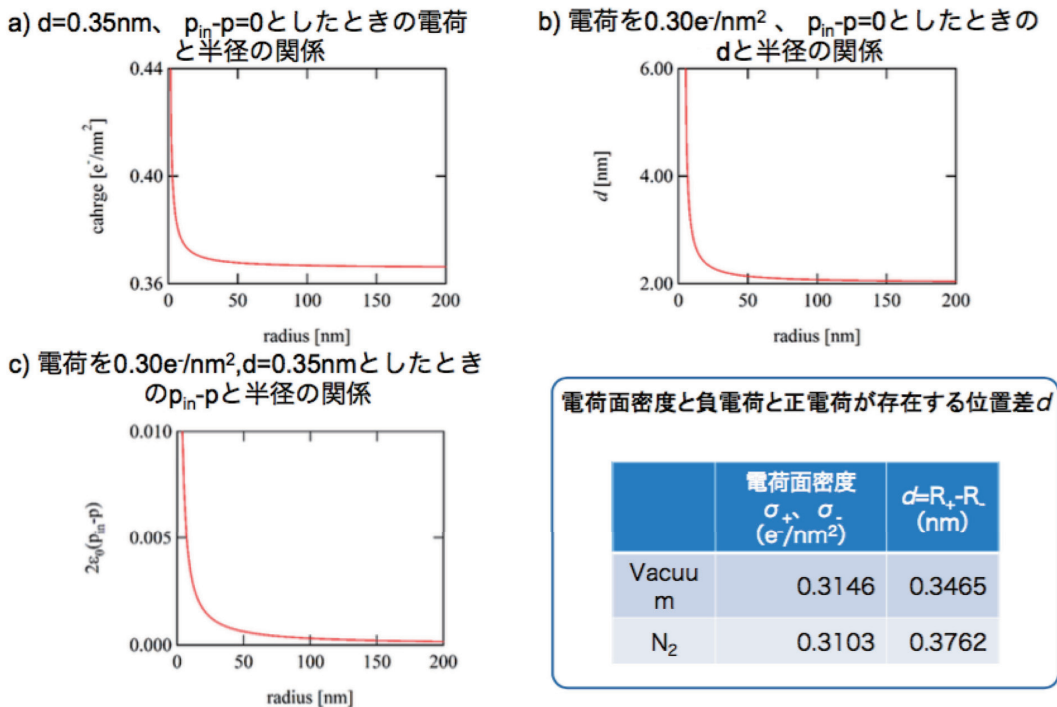 a) d=0.35nm、 pin-p=0としたときの電荷
と半径の関係
0.44
0.40
0.36
cahrge [e-/nm2]
0
50
100
150
200
radius [nm]
b) 電荷を0.30e-/nm2 、 pin-p=0としたときの
dと半径の関係
6.00
4.00
2.00
d [nm]
0
50
100
150
200
radius [nm]
c) 電荷を0.30e-/nm2,d=0.35nmとしたとき
のpin-pと半径の関係
0.010
0.005
0.000
2ε0(pin-p)
0
50
100
150
200
radius [nm]
電荷面密度と負電荷と正電荷が存在する位置差d
電荷面密度
σ+、 σ-
(e-/nm2)
d=R+-R-
(nm)
Vacuu
m
0.3146
0.3465
N2
0.3103
0.3762